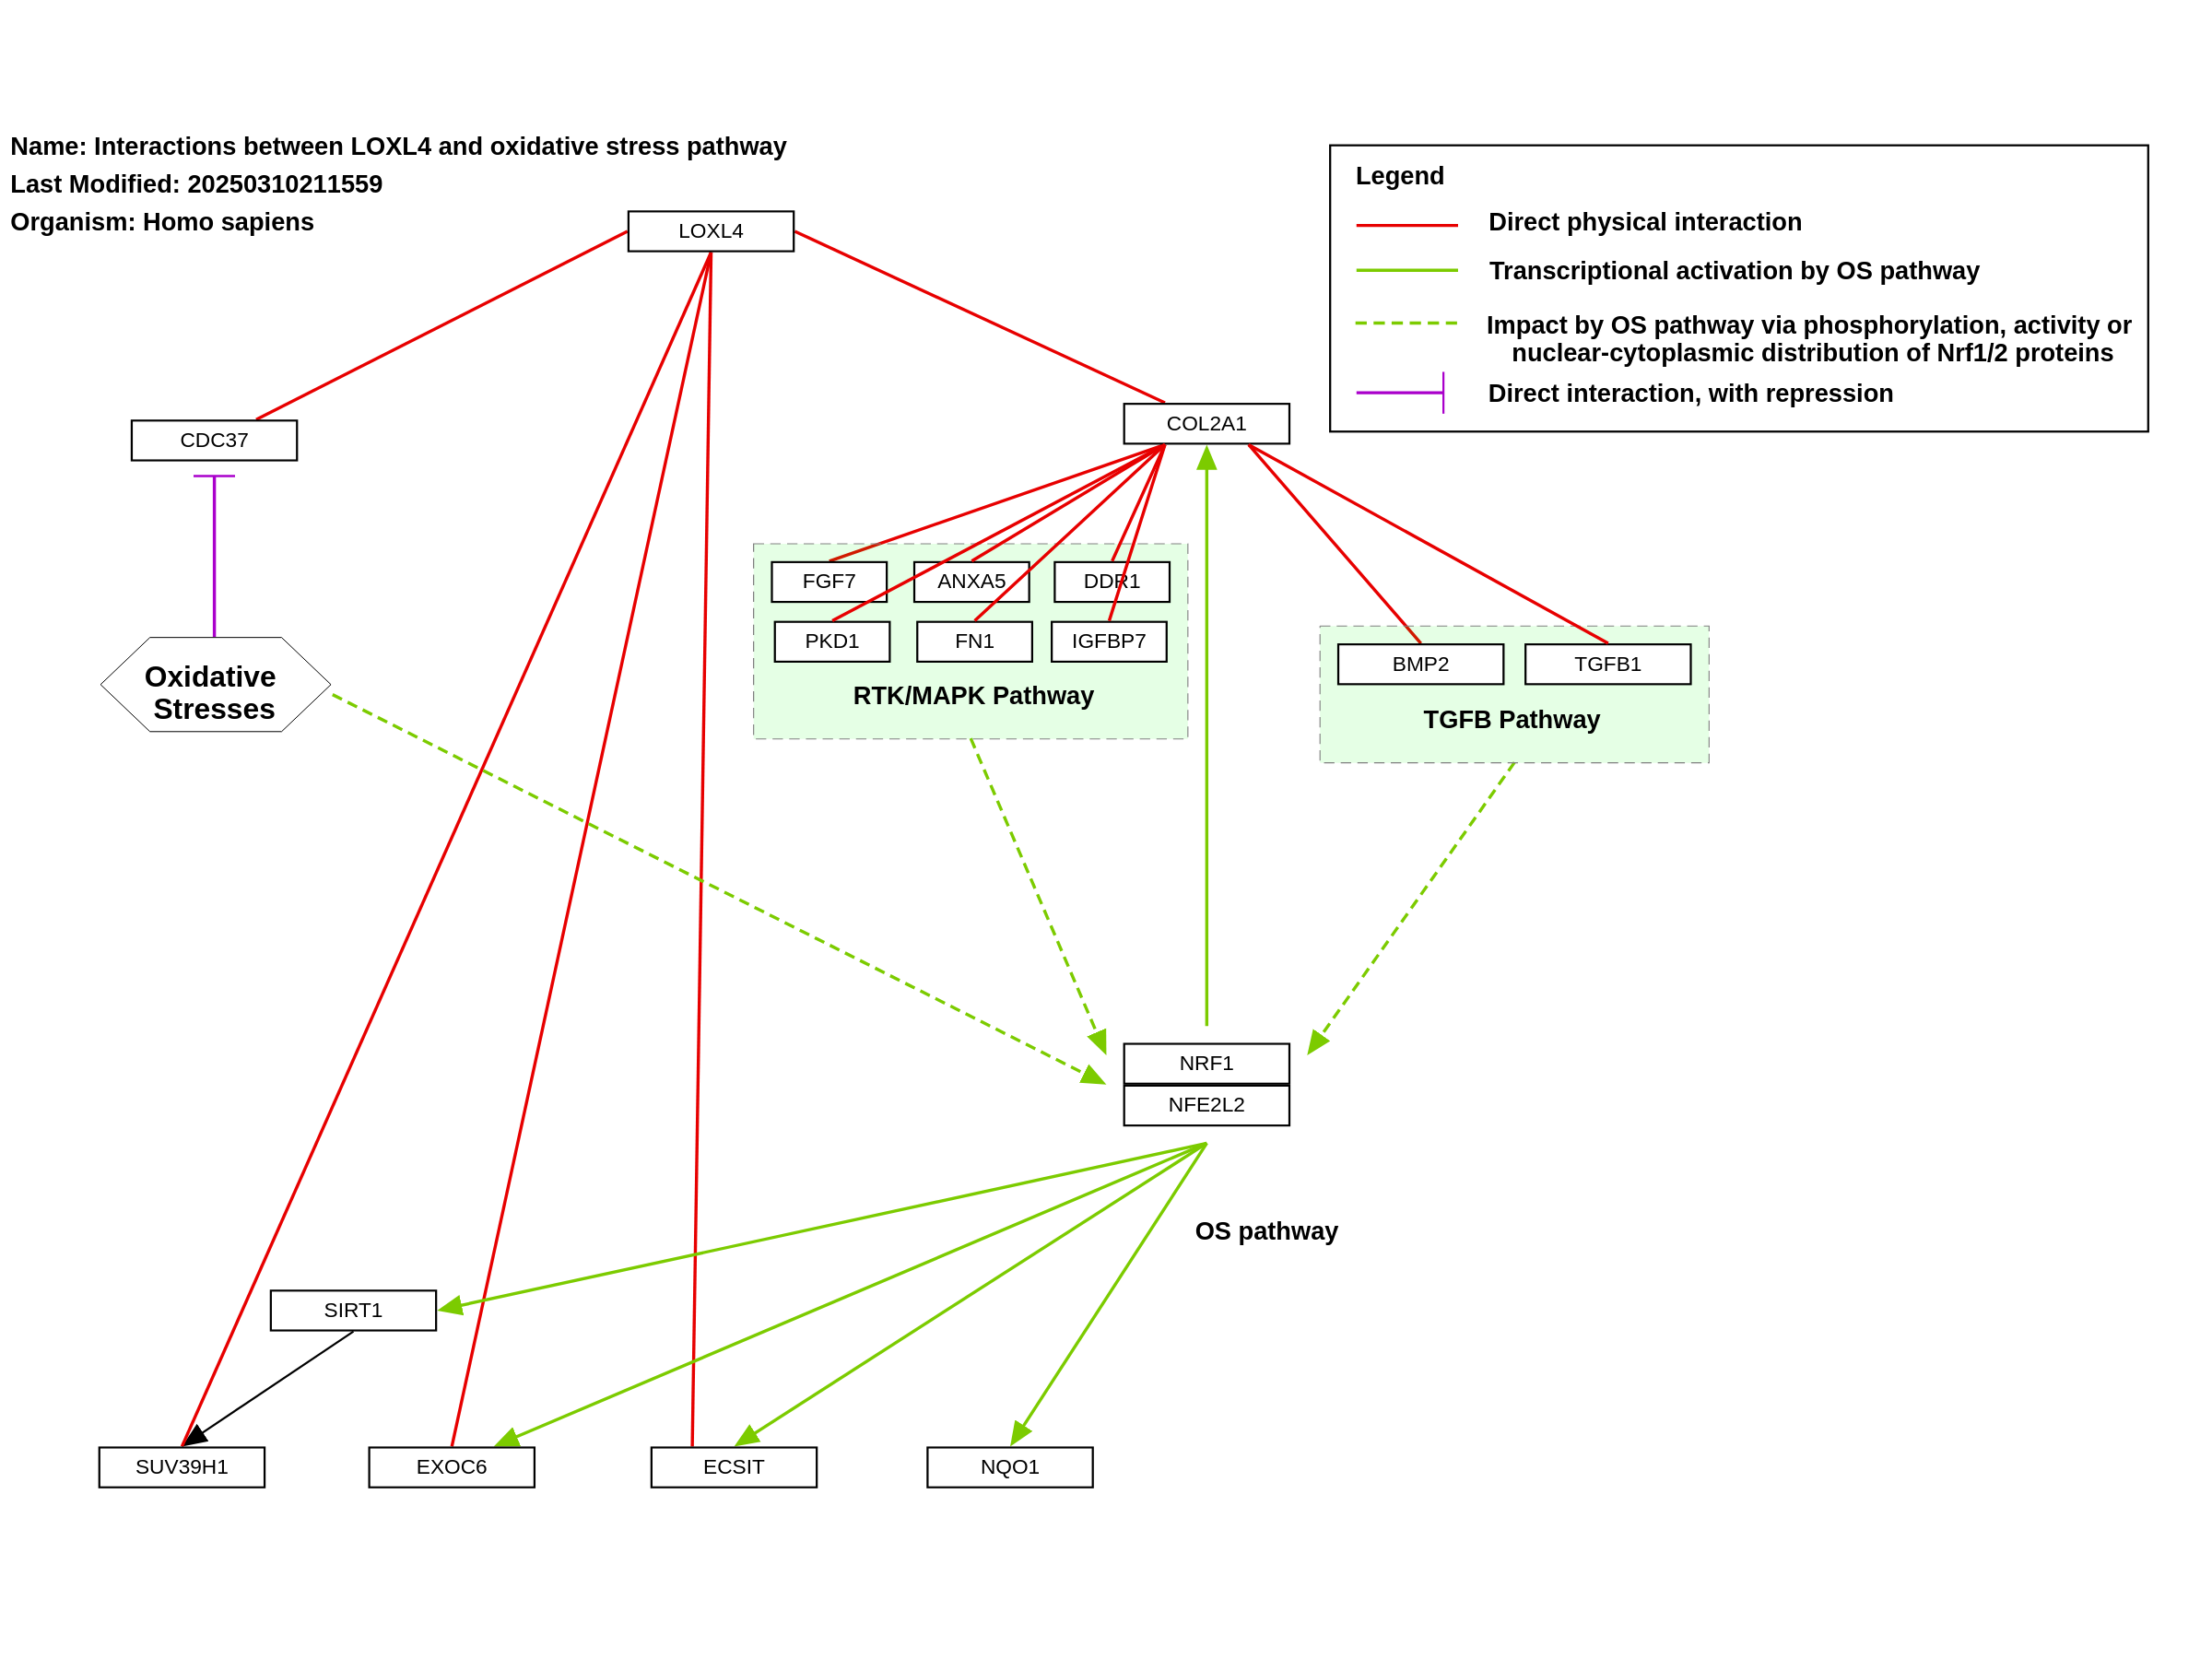 Name: Interactions between LOXL4 and oxidative stress pathway
Last Modified: 20250310211559
Organism: Homo sapiens
LOXL4
Legend
Direct physical interaction
Transcriptional activation by OS pathway
Impact by OS pathway via phosphorylation, activity or
nuclear-cytoplasmic distribution of Nrf1/2 proteins
Direct interaction, with repression
CDC37
COL2A1
FGF7
ANXA5
DDR1
PKD1
FN1
IGFBP7
RTK/MAPK Pathway
BMP2
TGFB1
TGFB Pathway
Oxidative
Stresses
NRF1
NFE2L2
OS pathway
SIRT1
SUV39H1
EXOC6
ECSIT
NQO1